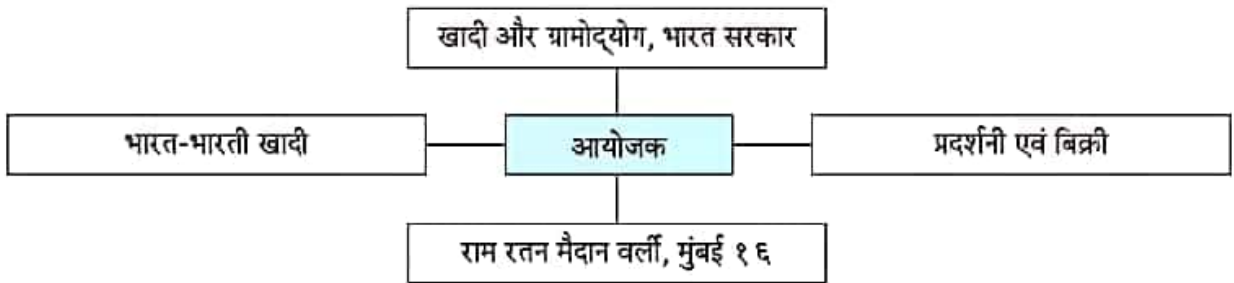 खादी और ग्रामोद्‌योग, भारत सरकार
भारत-भारती खादी
आयोजक
प्रदर्शनी एवं बिक्री
राम रतन मैदान वर्ली, मुंबई १६